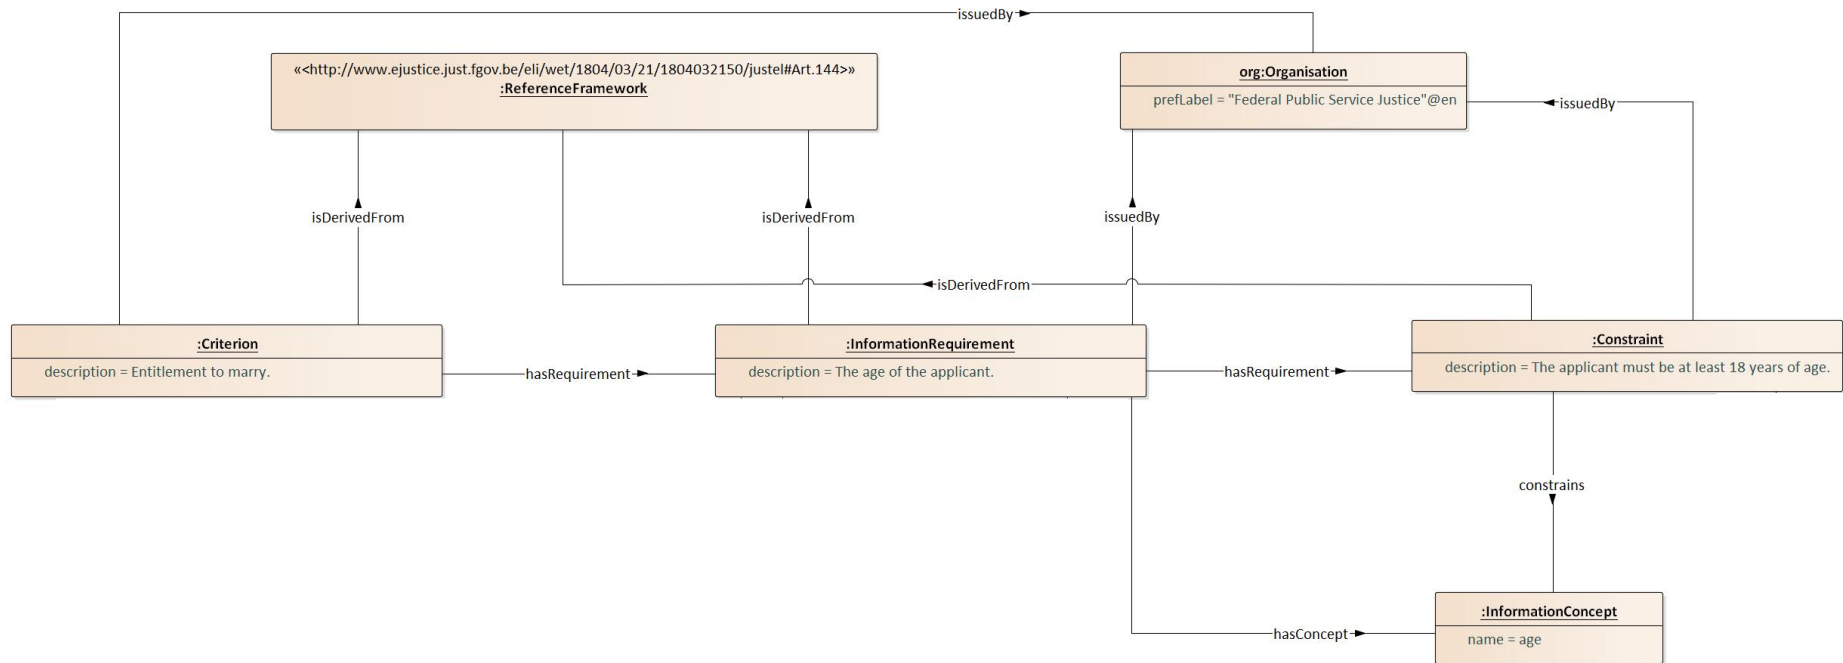 issuedBy
«<http://www.ejustice.just.fgov.be/eli/wet/1804/03/21/1804032150/justel#Art.144>»
:ReferenceFramework
org:Organisation
prefLabel = "Federal Public Service Justice"@en
issuedBy
isDerivedFrom
isDerivedFrom
issuedBy
isDerivedFrom
:Criterion
description = Entitlement to marry.
hasRequirement
:InformationRequirement
description = The age of the applicant.
hasRequirement
:Constraint
description = The applicant must be at least 18 years of age.
constrains
hasConcept
:InformationConcept
name = age